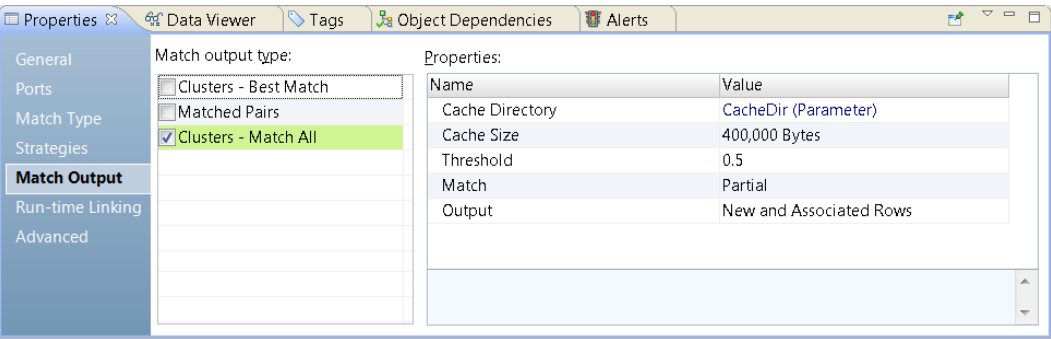 Properties Data Viewer Tags Object Dependencies Alerts
General
Ports
Match Type
Strategies
Match Output
Run-time Linking
Advanced
Match output type:
Clusters - Best Match
Matched Pairs
Clusters - Match All
Properties:
Name Value
Cache Directory CacheDir (Parameter)
Cache Size 400,000 Bytes
Threshold 0.5
Match Partial
Output New and Associated Rows